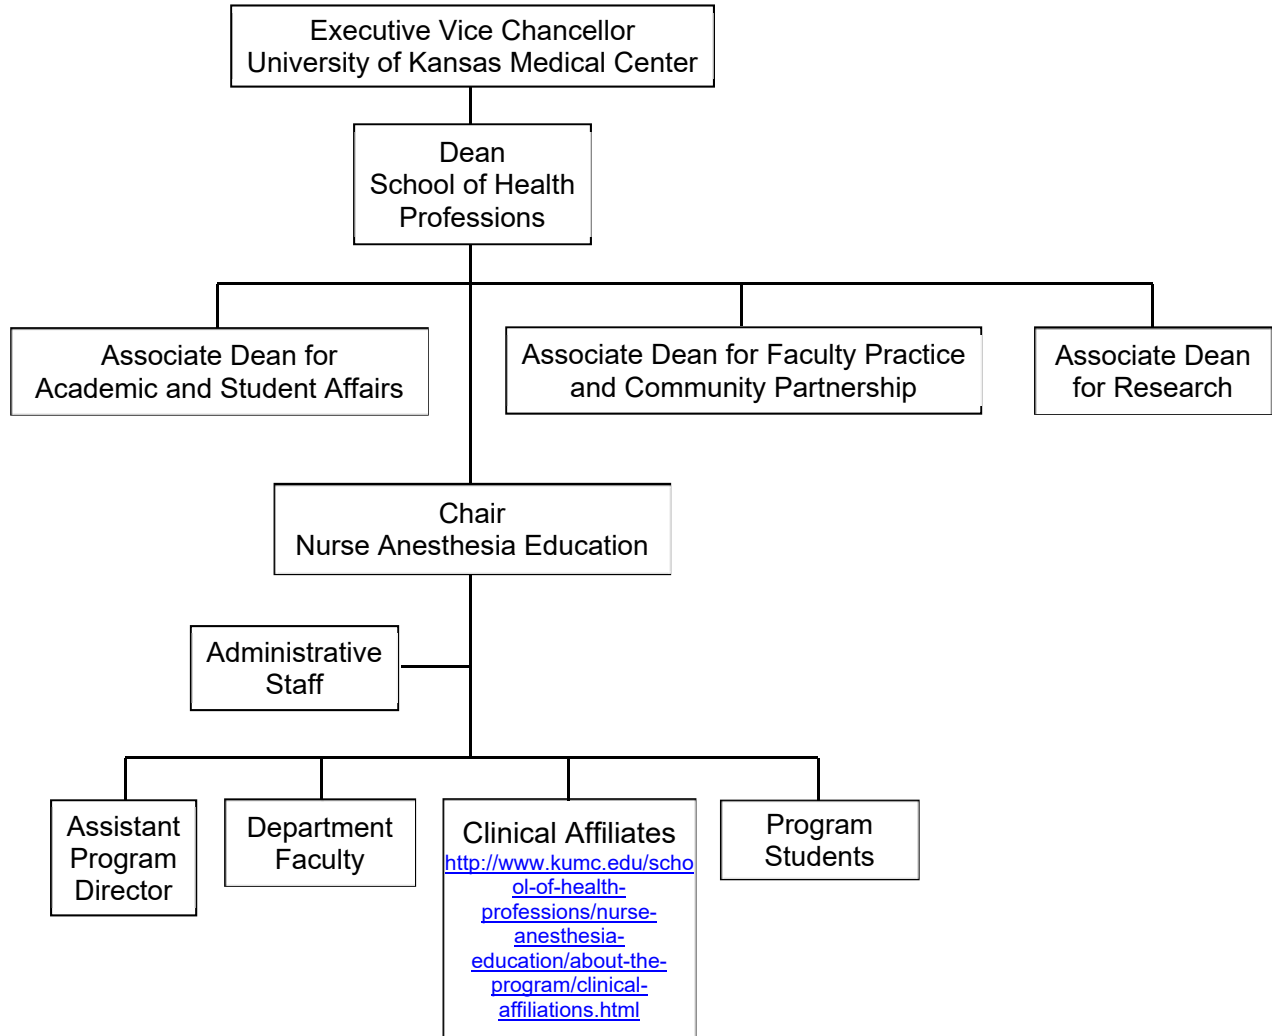 Executive Vice Chancellor
University of Kansas Medical Center
Dean
School of Health
Professions
Associate Dean for
Academic and Student Affairs
Associate Dean for Faculty Practice
and Community Partnership
Associate Dean
for Research
Chair
Nurse Anesthesia Education
Administrative
Staff
Assistant
Program
Director
Department
Faculty
Clinical Affiliates
http://www.kumc.edu/scho
ol-of-health-
professions/nurse-
anesthesia-
education/about-the-
program/clinical-
affiliations.html
Program
Students